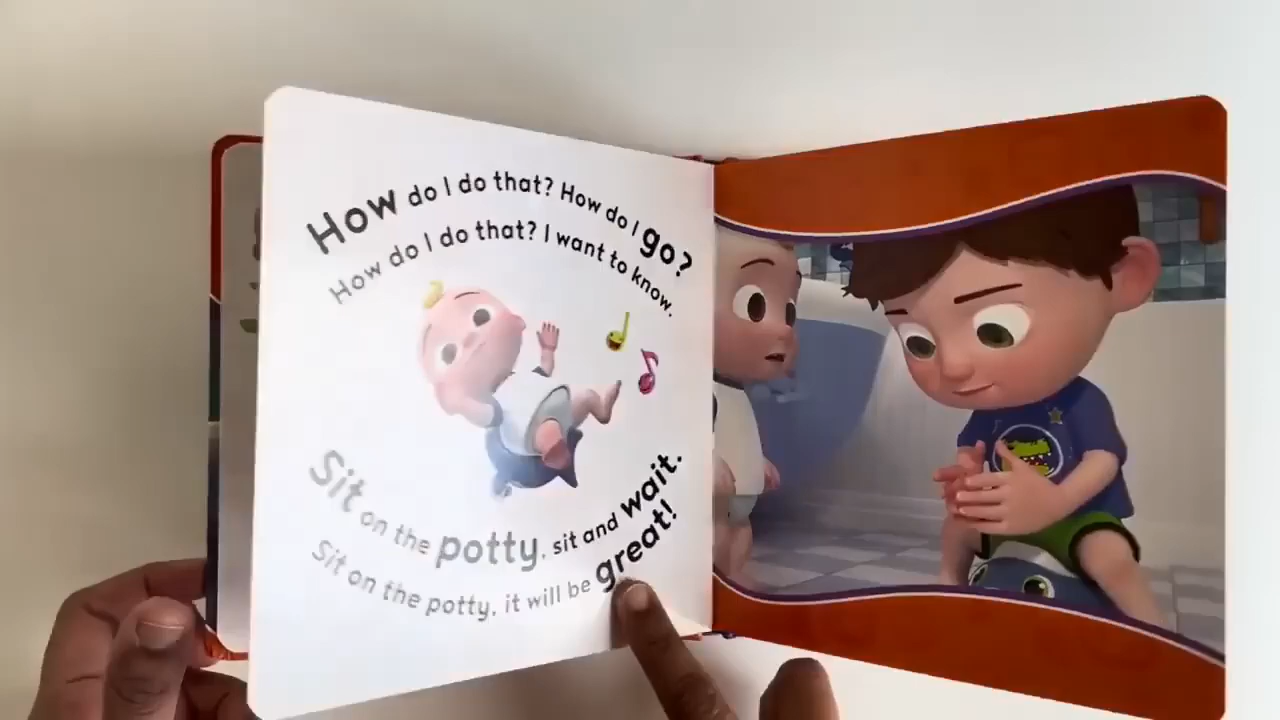 How do I do that? How do I go?
How do I do that? I want to know.
Sit on the potty, sit and wait.
Sit on the potty, it will be great!